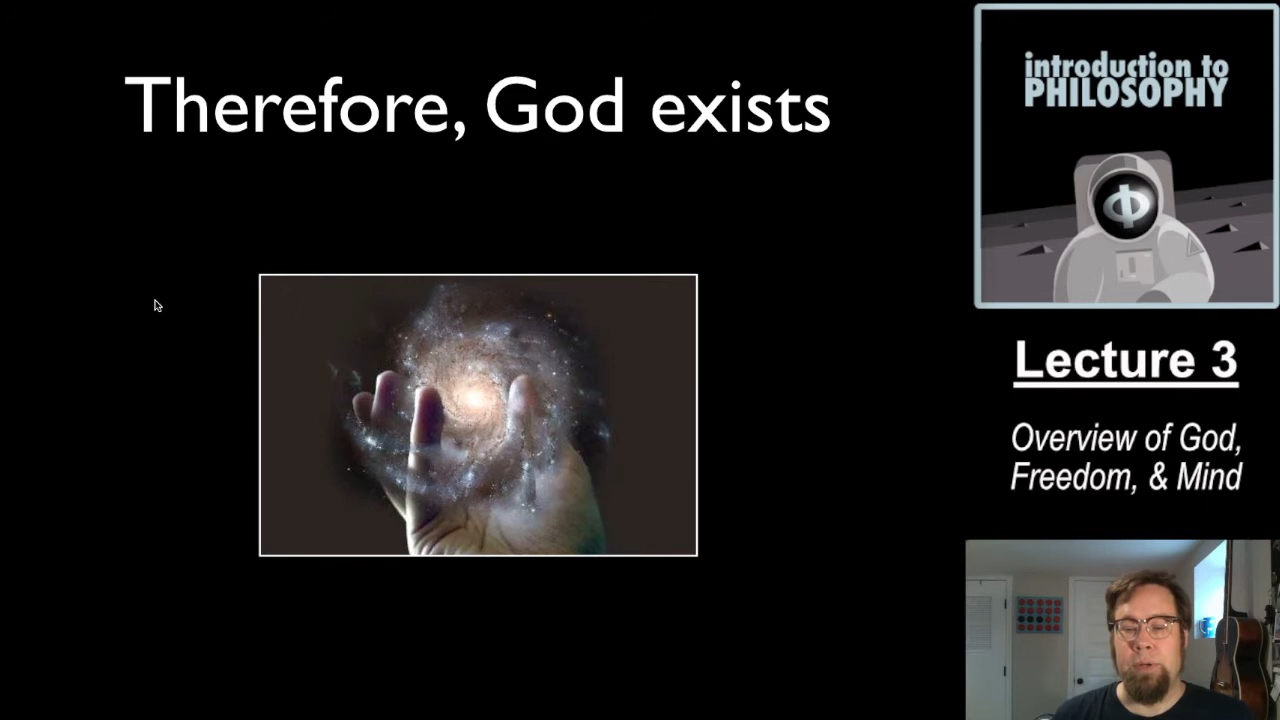 Therefore, God exists
introduction to
PHILOSOPHY
Φ
Lecture 3
Overview of God,
Freedom, & Mind